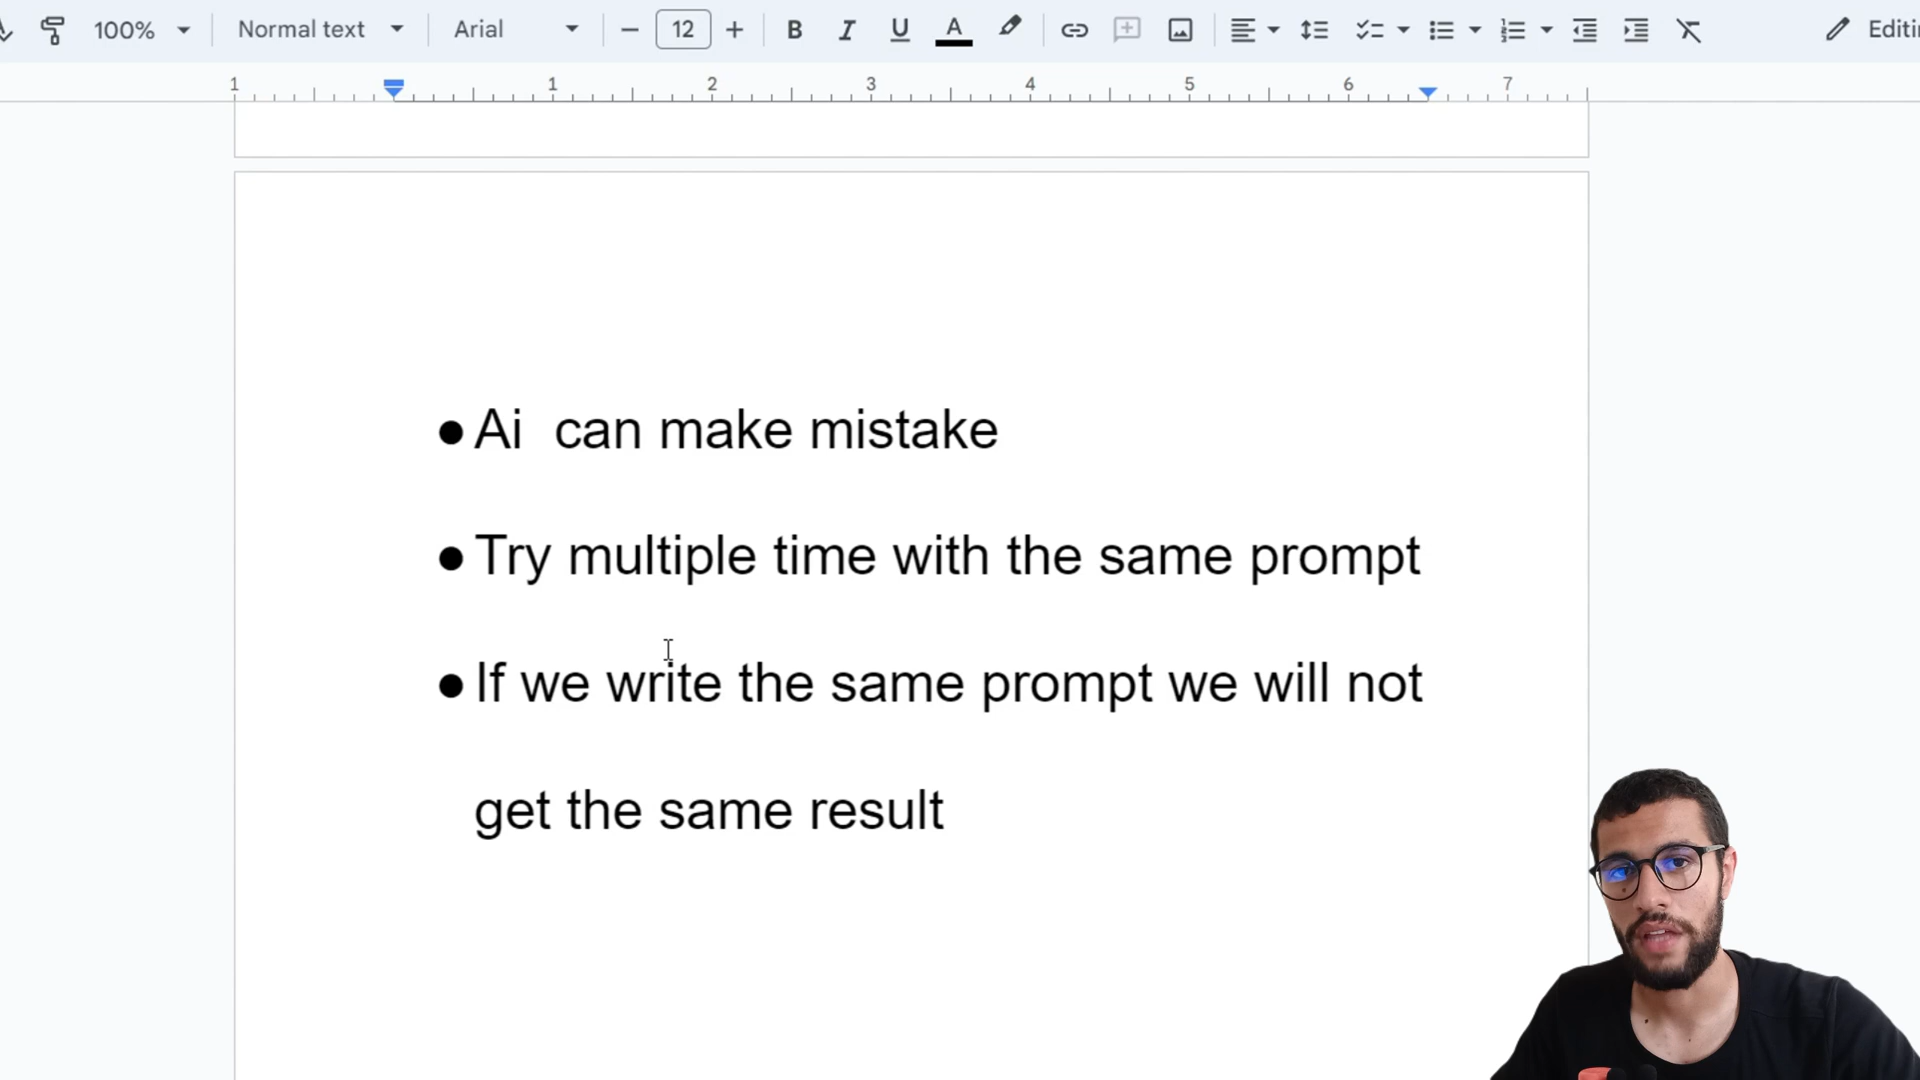 100% Normal text Arial 12 B I U A
1 1 2 3 4 5 6 7
● Ai  can make mistake
● Try multiple time with the same prompt
● If we write the same prompt we will not
get the same result